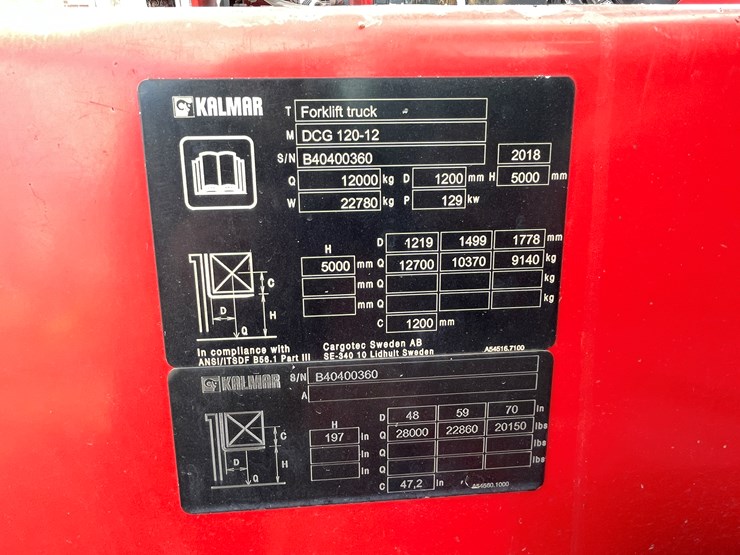 KALMAR
T Forklift truck
M DCG 120-12
S/N B40400360 2018
Q 12000 kg D 1200 mm H 5000 mm
W 22780 kg P 129 kw
D 1219 1499 1778 mm
H
5000 mm Q 12700 10370 9140 kg
mm Q kg
mm Q kg
C 1200 mm
C
D H
Q
In compliance with
ANSI/ITSDF B56.1 Part III
Cargotec Sweden AB
SE-340 10 Lidhult Sweden
A54516.7100
KALMAR
S/N B40400360
A
D 48 59 70 In
H
197 In Q 28000 22860 20150 lbs
In Q lbs
In Q lbs
C 47,2 In
C
D H
Q
A54560.1000